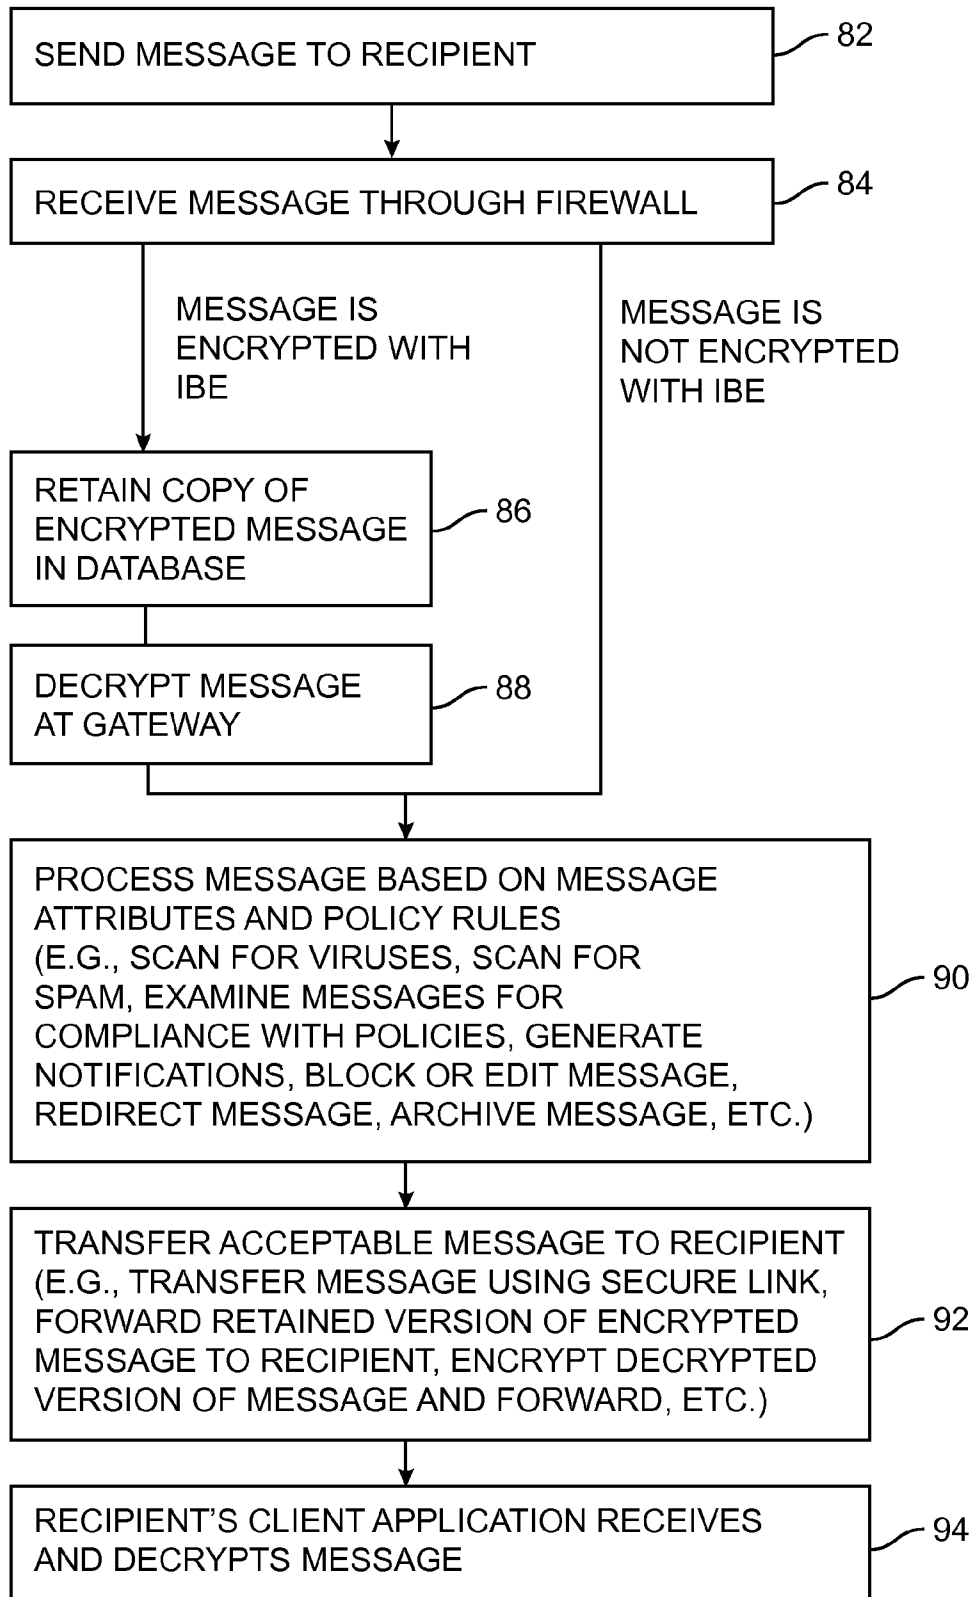 SEND MESSAGE TO RECIPIENT
82
RECEIVE MESSAGE THROUGH FIREWALL
84
MESSAGE IS
ENCRYPTED WITH
IBE
MESSAGE IS
NOT ENCRYPTED
WITH IBE
RETAIN COPY OF
ENCRYPTED MESSAGE
IN DATABASE
86
DECRYPT MESSAGE
AT GATEWAY
88
PROCESS MESSAGE BASED ON MESSAGE
ATTRIBUTES AND POLICY RULES
(E.G., SCAN FOR VIRUSES, SCAN FOR
SPAM, EXAMINE MESSAGES FOR
COMPLIANCE WITH POLICIES, GENERATE
NOTIFICATIONS, BLOCK OR EDIT MESSAGE,
REDIRECT MESSAGE, ARCHIVE MESSAGE, ETC.)
90
TRANSFER ACCEPTABLE MESSAGE TO RECIPIENT
(E.G., TRANSFER MESSAGE USING SECURE LINK,
FORWARD RETAINED VERSION OF ENCRYPTED
MESSAGE TO RECIPIENT, ENCRYPT DECRYPTED
VERSION OF MESSAGE AND FORWARD, ETC.)
92
RECIPIENT’S CLIENT APPLICATION RECEIVES
AND DECRYPTS MESSAGE
94